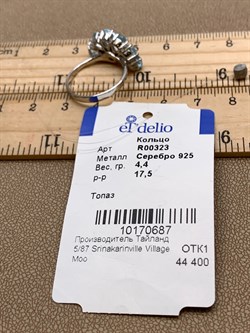 el'delio
Кольцо
Арт R00323
Металл Серебро 925
Вес, гр. 4,4
р-р 17,5
Топаз
10170687
Производитель Тайланд
5/87 Srinakarinville Village ОТК1
Moo 44 400